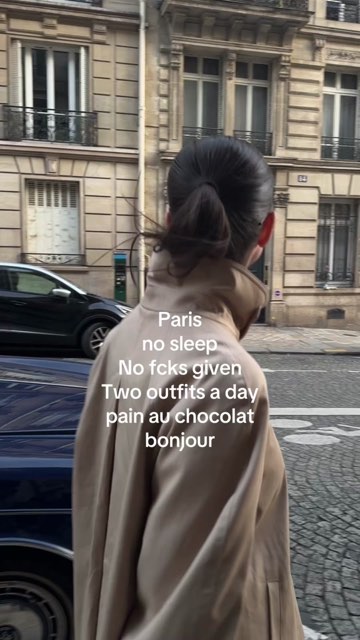 Paris
no sleep
No fcks given
Two outfits a day
pain au chocolat
bonjour